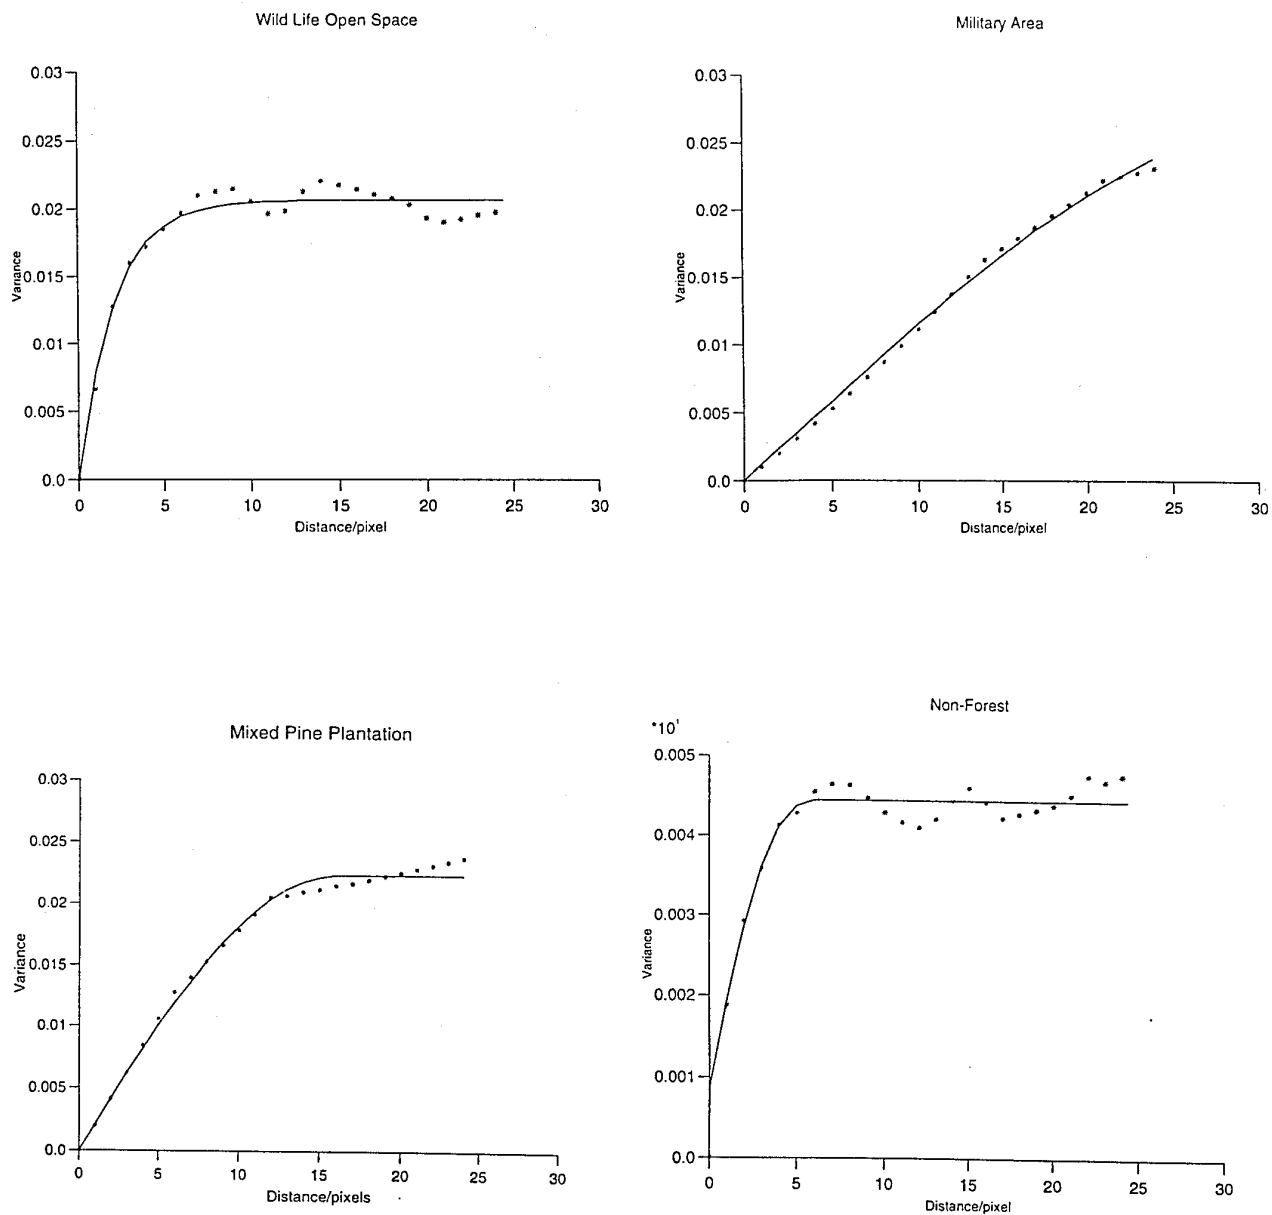 Wild Life Open Space
0.03
0.025
0.02
0.015
0.01
0.005
0.0
Variance
0 5 10 15 20 25 30
Distance/pixel
Military Area
0.03
0.025
0.02
0.015
0.01
0.005
0.0
Variance
0 5 10 15 20 25 30
Distance/pixel
Mixed Pine Plantation
0.03
0.025
0.02
0.015
0.01
0.005
0.0
Variance
0 5 10 15 20 25 30
Distance/pixels
Non-Forest
*10¹
0.005
0.004
0.003
0.002
0.001
0.0
Variance
0 5 10 15 20 25 30
Distance/pixel